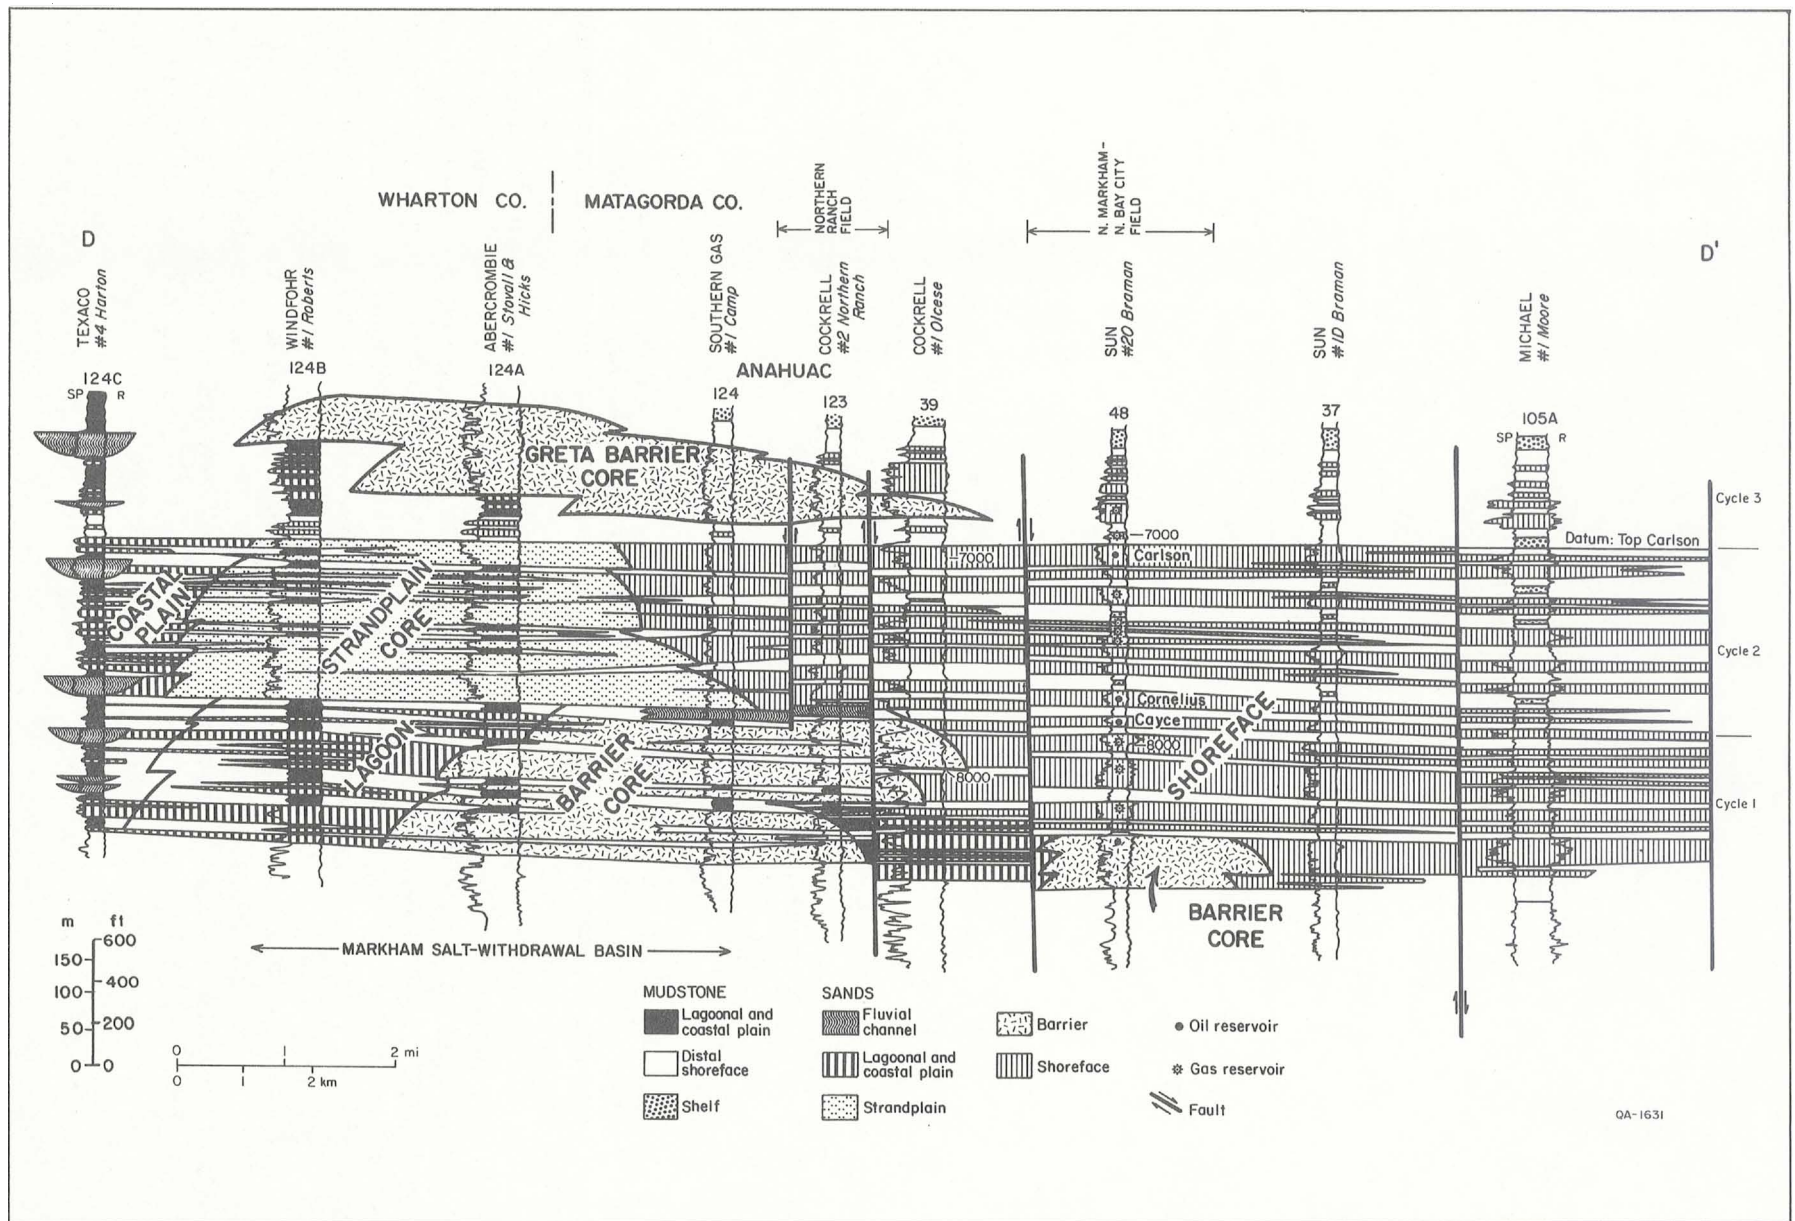 WHARTON CO.
MATAGORDA CO.
NORTHERN
RANCH
FIELD
N. MARKHAM–
N. BAY CITY
FIELD
D
D'
TEXACO
#4 Harton
WINDFOHR
#1 Roberts
ABERCROMBIE
#1 Stovall &
Hicks
SOUTHERN GAS
#1 Camp
COCKRELL
#2 Northern
Ranch
COCKRELL
#1 Olcese
SUN
#20 Braman
SUN
#1D Braman
MICHAEL
#1 Moore
ANAHUAC
124C
SP R
124B
124A
124
123
39
48
37
105A
SP R
GRETA BARRIER
CORE
Cycle 3
7000
Datum: Top Carlson
7000
Carlson
COASTAL
PLAIN
STRANDPLAIN
CORE
Cycle 2
Cornelius
Cayce
8000
SHOREFACE
LAGOON
BARRIER
CORE
8000
Cycle 1
BARRIER
CORE
MARKHAM SALT-WITHDRAWAL BASIN
m ft
600
150
400
100
50
200
0 0
0 1 2 mi
0 1 2 km
MUDSTONE
Lagoonal and
coastal plain
Distal
shoreface
Shelf
SANDS
Fluvial
channel
Lagoonal and
coastal plain
Strandplain
Barrier
Shoreface
Oil reservoir
Gas reservoir
Fault
QA-1631